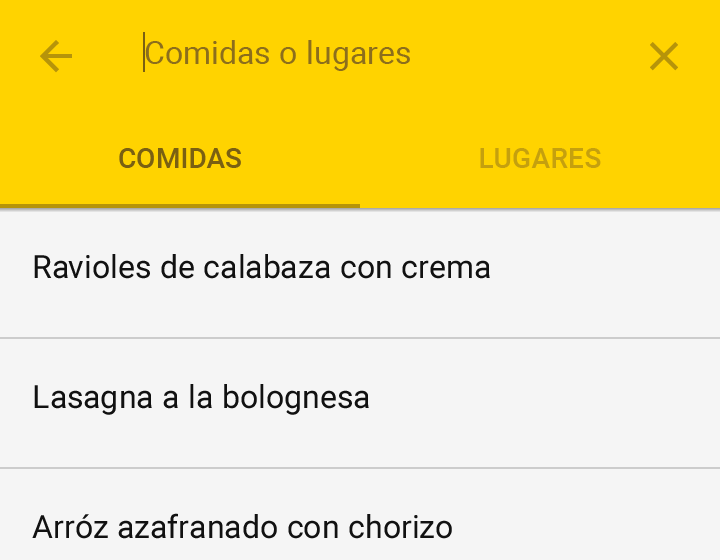 Comidas o lugares
COMIDAS
LUGARES
Ravioles de calabaza con crema
Lasagna a la bolognesa
Arróz azafranado con chorizo